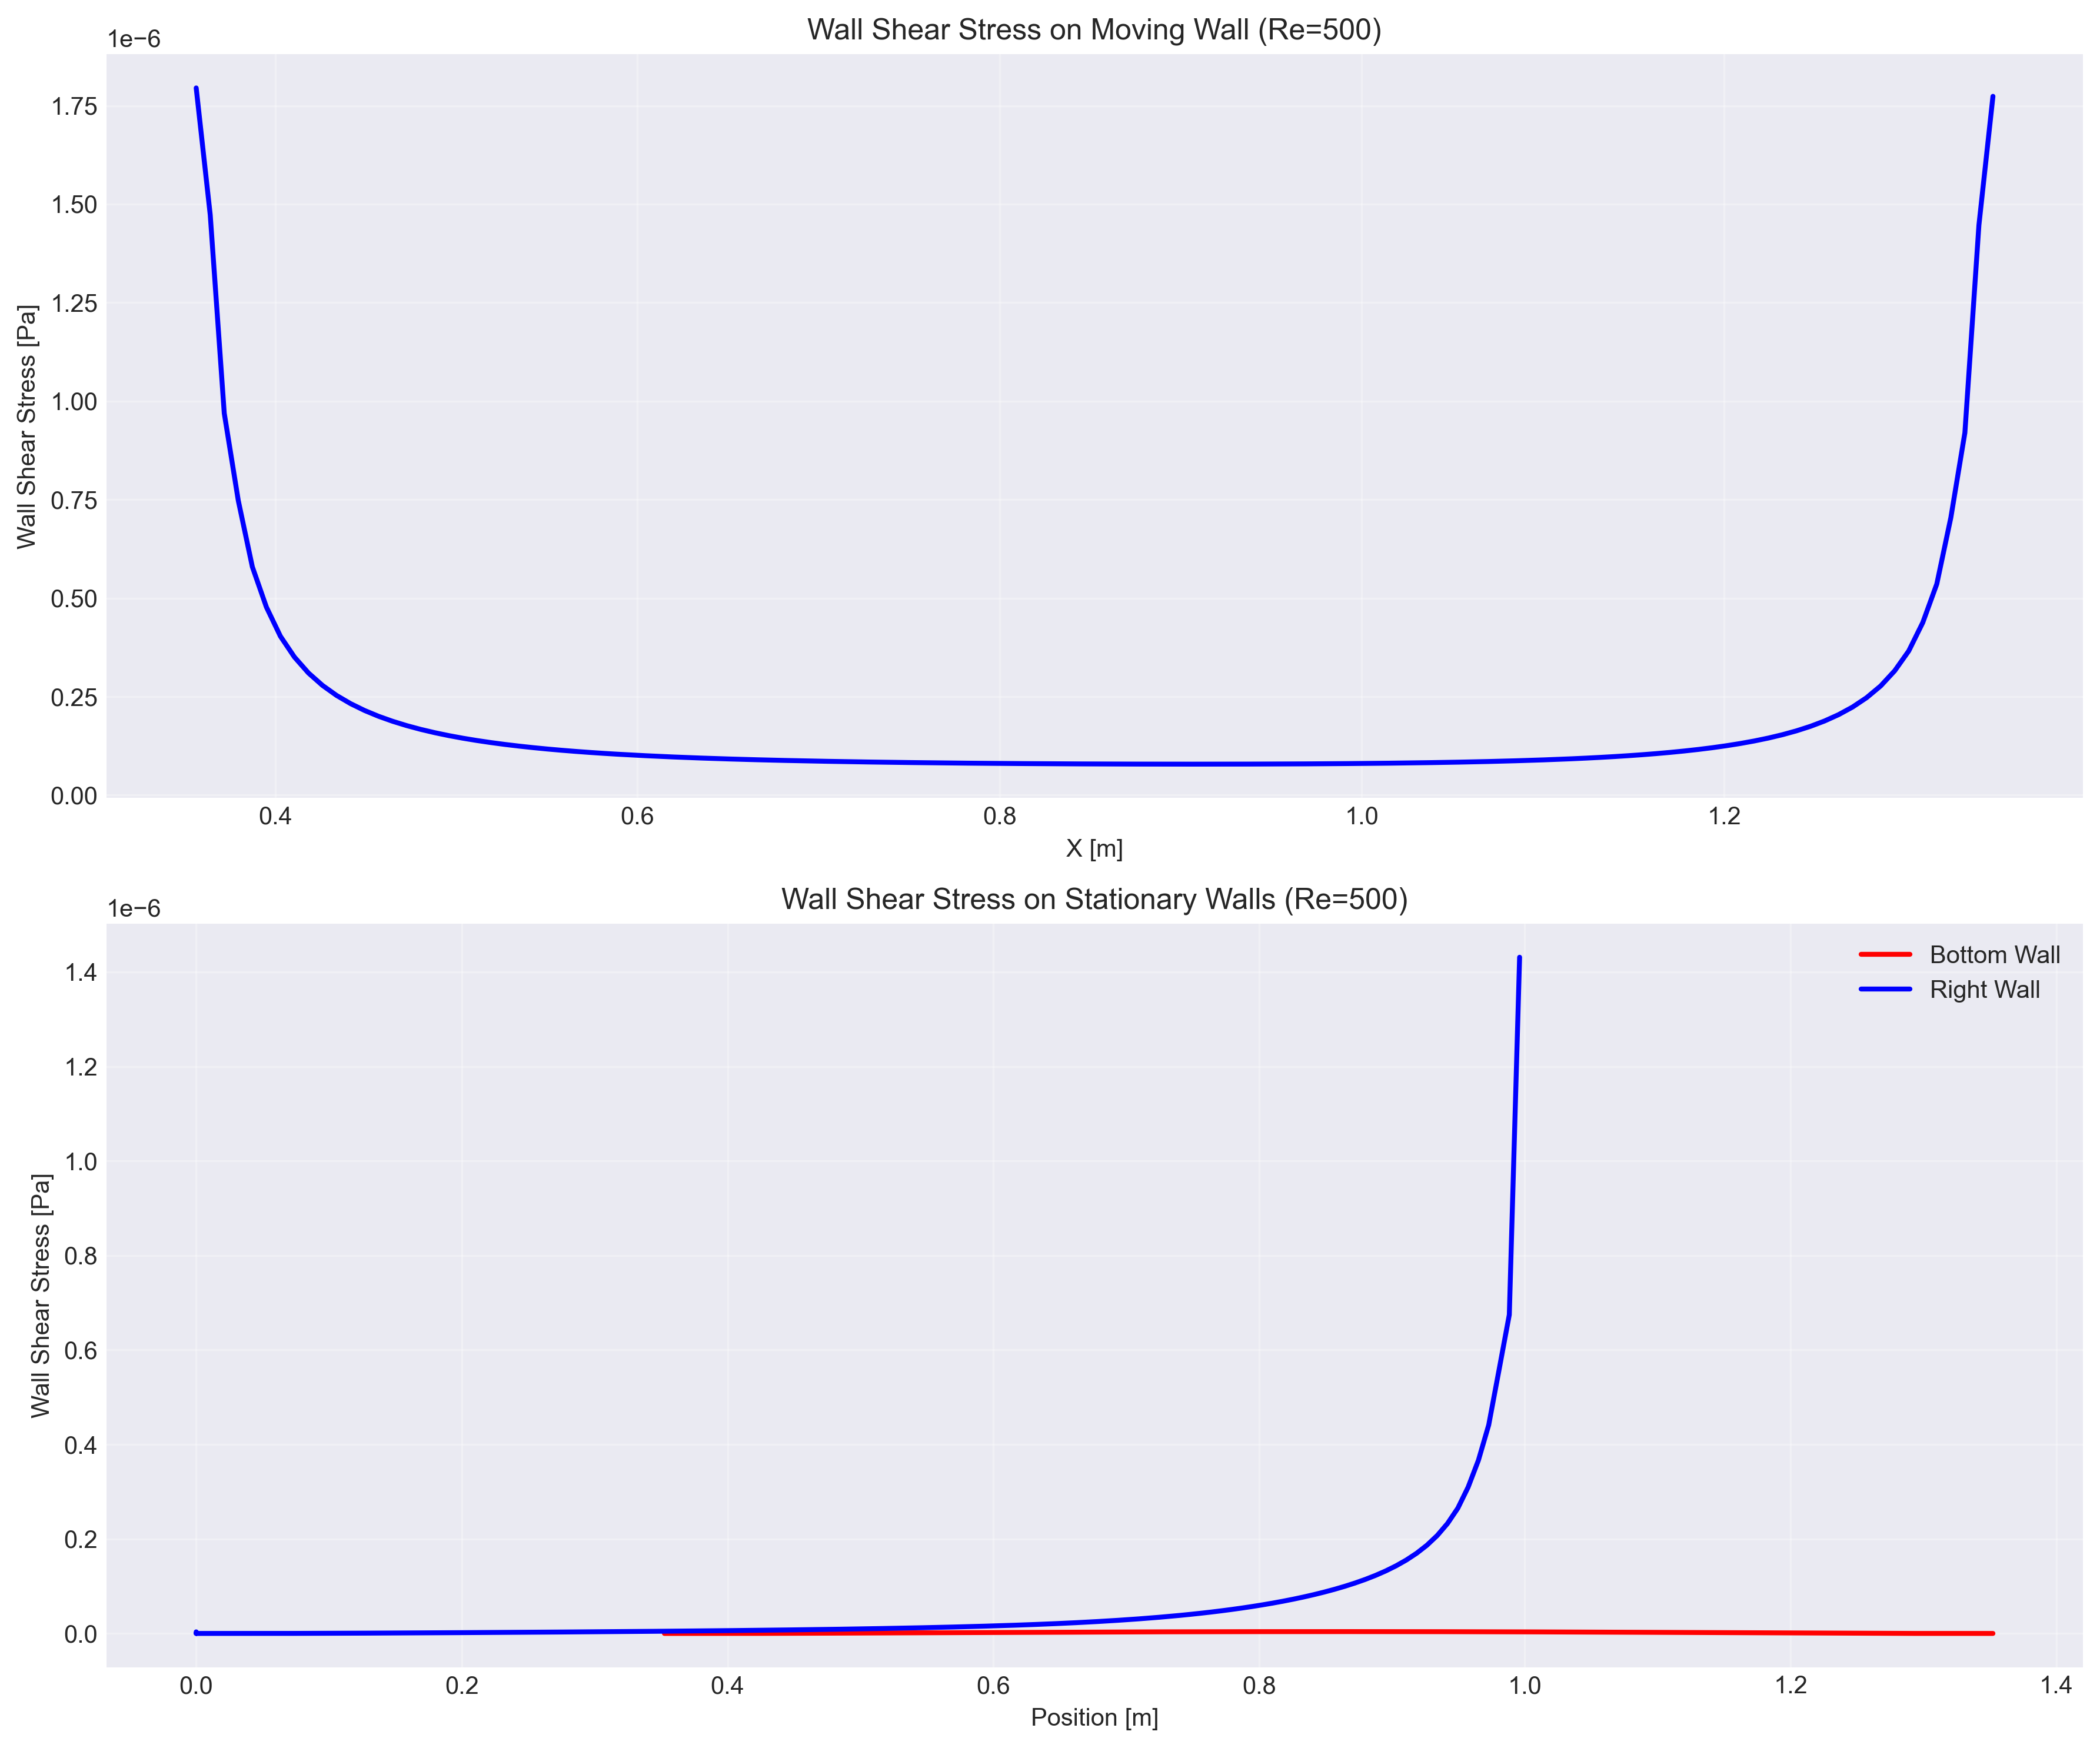 Wall Shear Stress on Moving Wall (Re=500)
1e−6
1.75
1.50
1.25
1.00
0.75
0.50
0.25
0.00
Wall Shear Stress [Pa]
0.4 0.6 0.8 1.0 1.2
X [m]
Wall Shear Stress on Stationary Walls (Re=500)
1e−6
Bottom Wall
Right Wall
1.4
1.2
1.0
0.8
0.6
0.4
0.2
0.0
Wall Shear Stress [Pa]
0.0 0.2 0.4 0.6 0.8 1.0 1.2 1.4
Position [m]